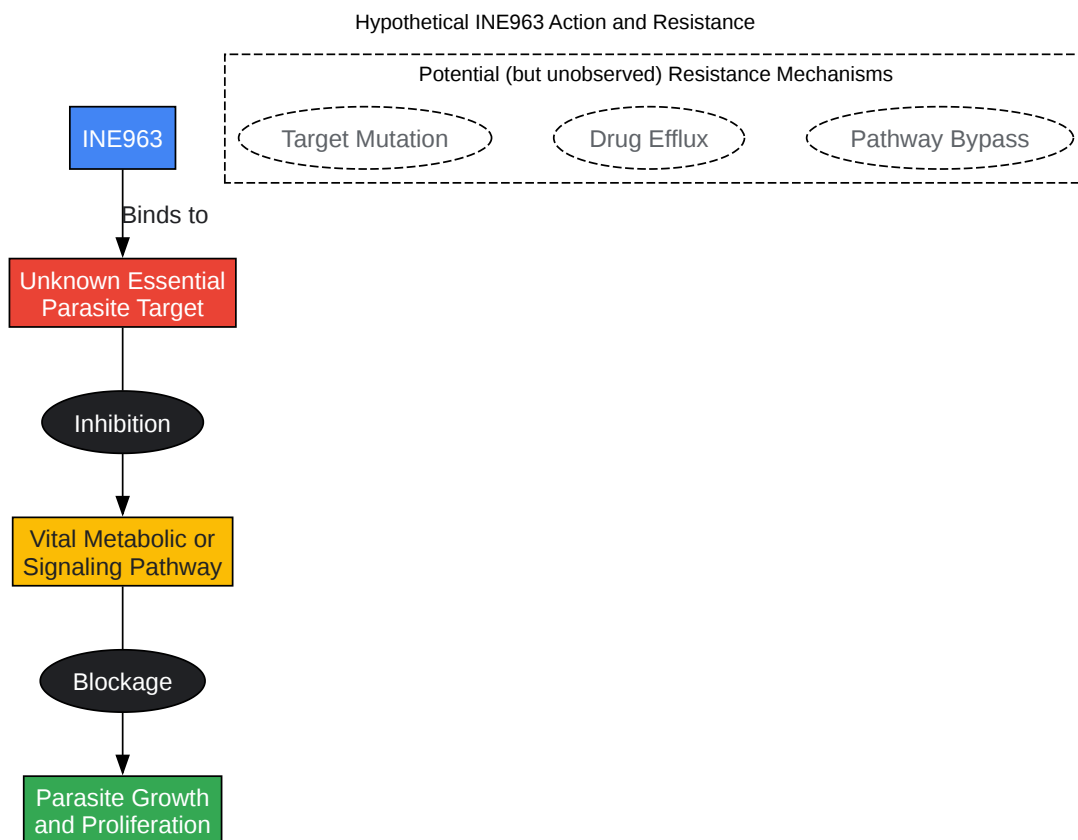 Hypothetical INE963 Action and Resistance
Potential (but unobserved) Resistance Mechanisms
INE963
Target Mutation
Drug Efflux
Pathway Bypass
Binds to
Unknown Essential
Parasite Target
Inhibition
Vital Metabolic or
Signaling Pathway
Blockage
Parasite Growth
and Proliferation